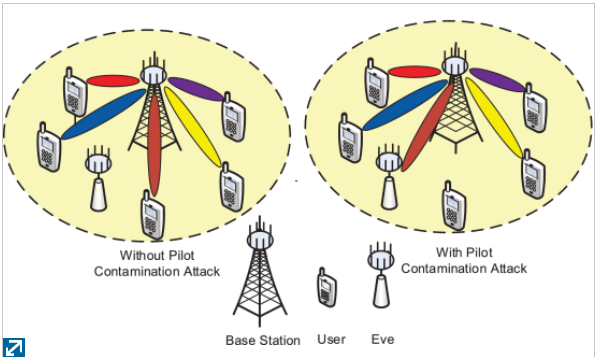 Without Pilot
Contamination Attack
With Pilot
Contamination Attack
Base Station
User
Eve